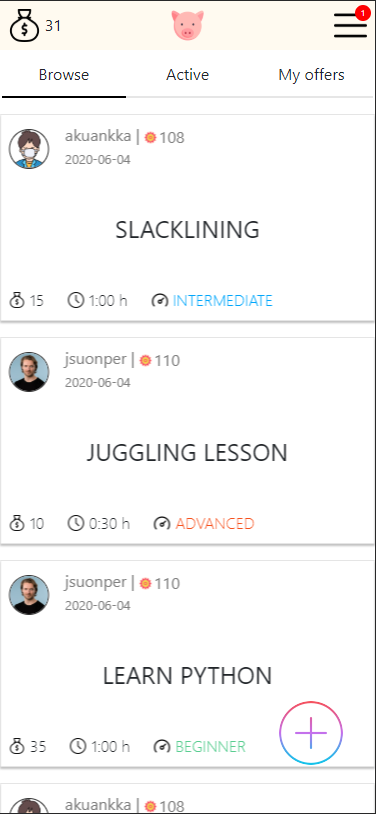 31
1
Browse Active My offers
akuankka | 108
2020-06-04
SLACKLINING
15 1:00 h INTERMEDIATE
jsuonper | 110
2020-06-04
JUGGLING LESSON
10 0:30 h ADVANCED
jsuonper | 110
2020-06-04
LEARN PYTHON
35 1:00 h BEGINNER
akuankka | 108